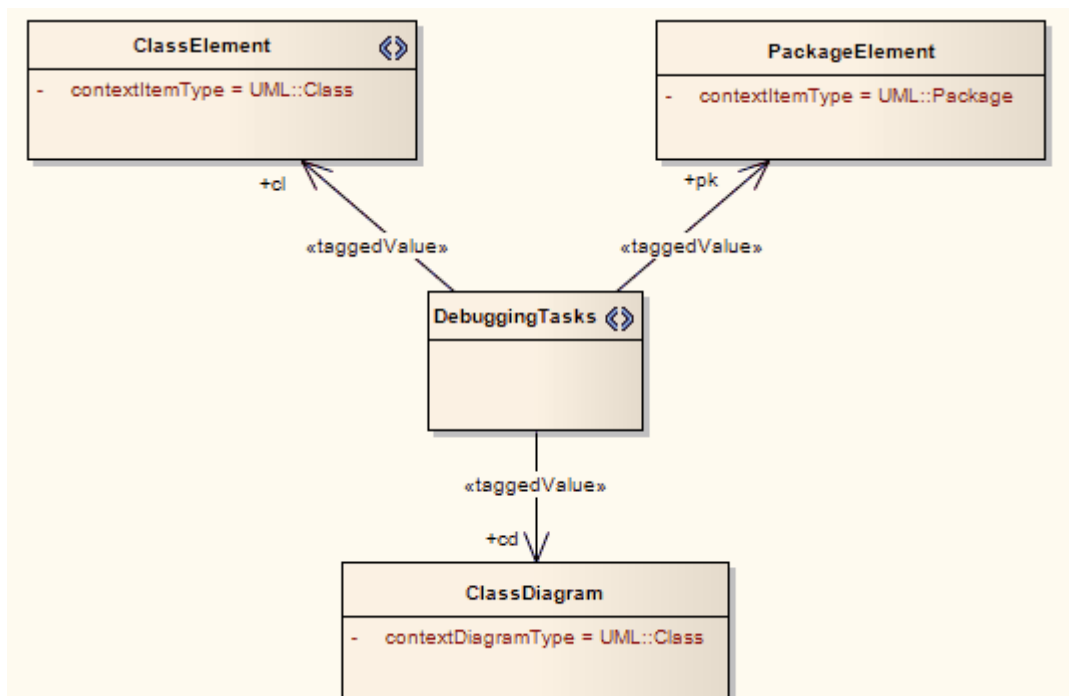 ClassElement
- contextItemType = UML::Class
PackageElement
- contextItemType = UML::Package
+cl
+pk
«taggedValue»
«taggedValue»
DebuggingTasks
«taggedValue»
+cd
ClassDiagram
- contextDiagramType = UML::Class